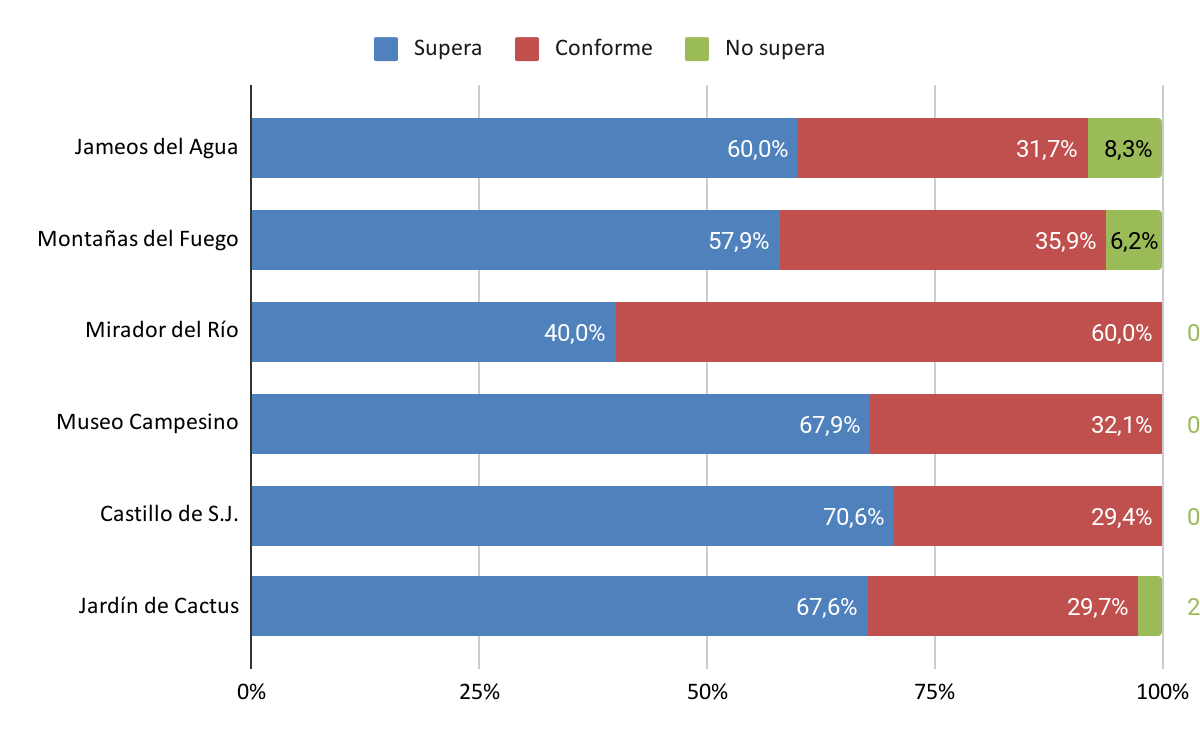 Supera Conforme No supera
Jameos del Agua 60,0% 31,7% 8,3%
Montañas del Fuego 57,9% 35,9% 6,2%
Mirador del Río 40,0% 60,0% 0
Museo Campesino 67,9% 32,1% 0
Castillo de S.J. 70,6% 29,4% 0
Jardín de Cactus 67,6% 29,7% 2
0% 25% 50% 75% 100%